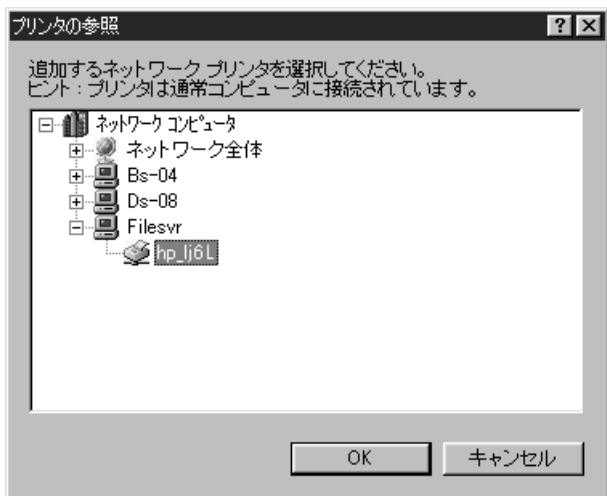 プリンタの参照
追加するネットワーク プリンタを選択してください。
ヒント：プリンタは通常コンピュータに接続されています。
ネットワーク コンピュータ
ネットワーク全体
Bs-04
Ds-08
Filesvr
hp_lj6L
OK
キャンセル